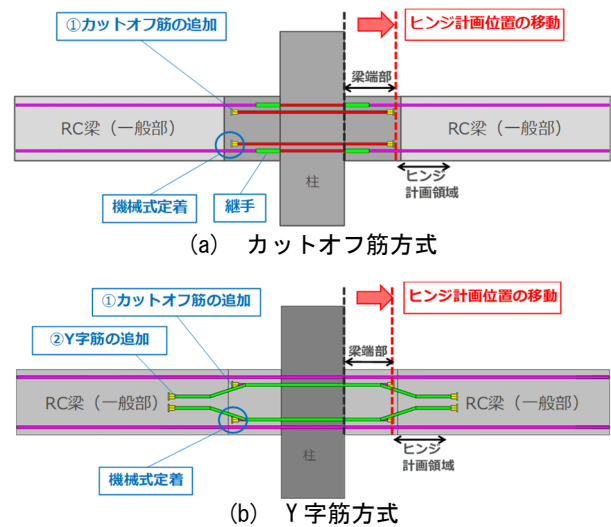 ①カットオフ筋の追加
ヒンジ計画位置の移動
梁端部
RC梁（一般部）
RC梁（一般部）
ヒンジ
計画領域
機械式定着
継手
柱
(a) カットオフ筋方式
①カットオフ筋の追加
ヒンジ計画位置の移動
②Y字筋の追加
梁端部
RC梁（一般部）
RC梁（一般部）
ヒンジ
計画領域
柱
機械式定着
(b) Y字筋方式